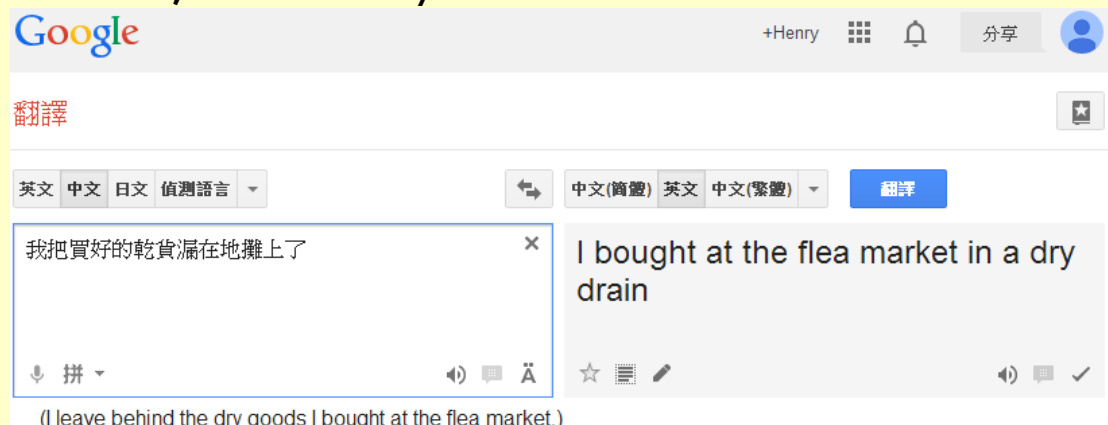 Google
+Henry 分享
翻譯
英文 中文 日文 偵測語言 中文(簡體) 英文 中文(繁體) 翻譯
我把買好的乾貨漏在地攤上了 ×
I bought at the flea market in a dry
drain
拼 Ä
(I leave behind the dry goods I bought at the flea market.)